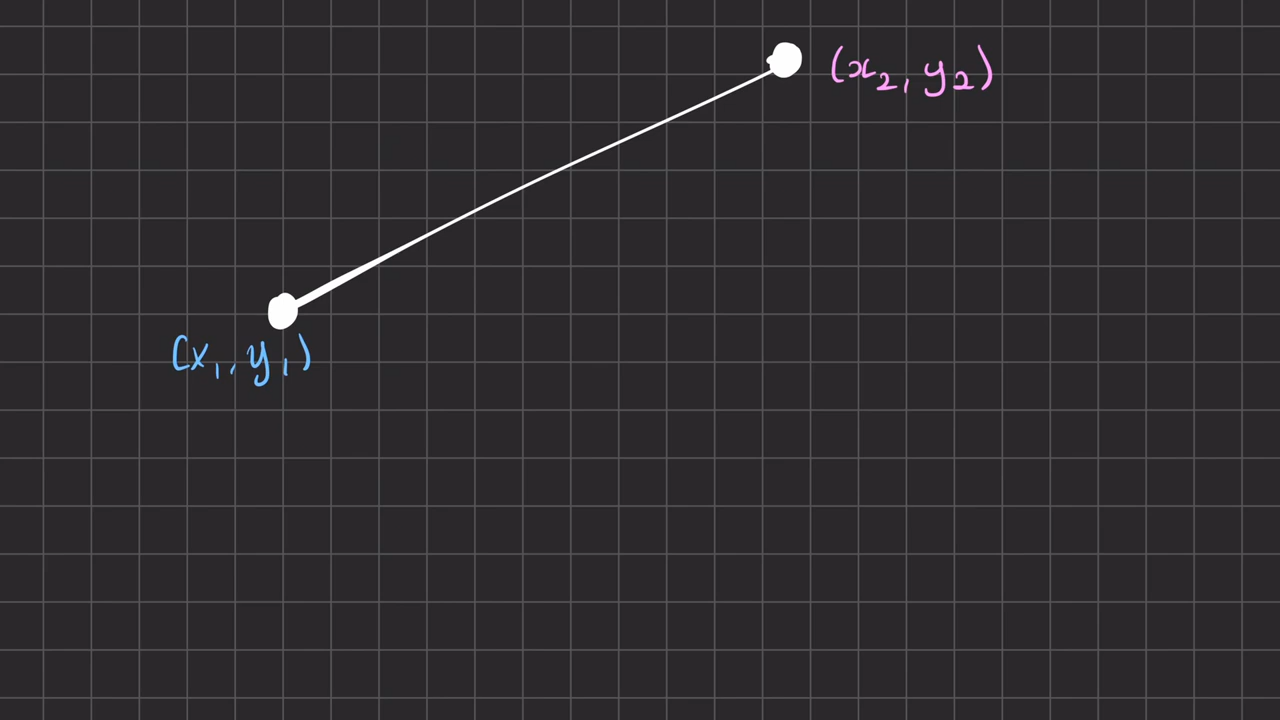 (x₂, y₂)
(x₁, y₁)